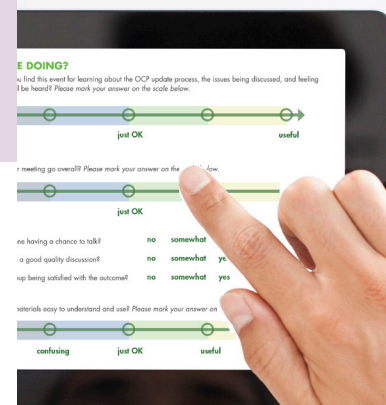 E DOING?
u find this event for learning about the OCP update process, the issues being discussed, and feeling
l be heard? Please mark your answer on the scale below.
just OK useful
r meeting go overall? Please mark your answer on the
just OK
ne having a chance to talk? no somewhat
a good quality discussion? no somewhat ye
up being satisfied with the outcome? no somewhat yes
aterials easy to understand and use? Please mark your answer on
confusing just OK useful